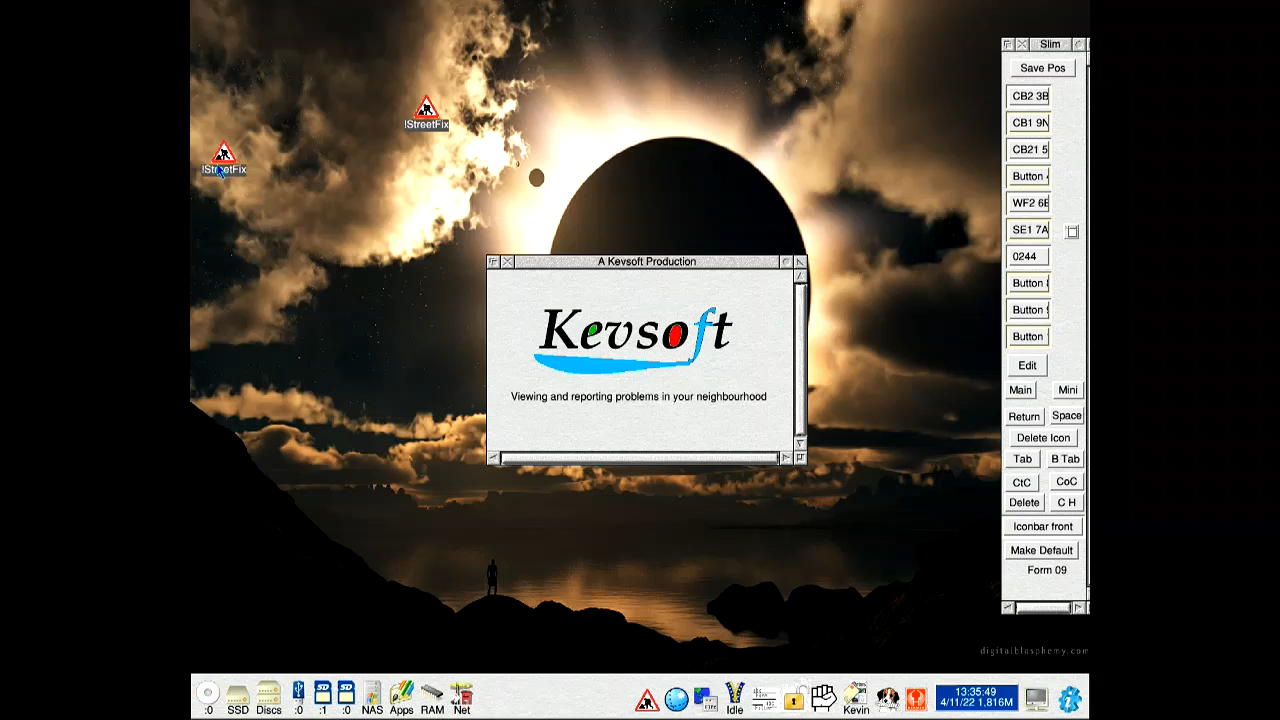 Slim
Save Pos
CB2 3B
CB1 9N
CB21 5
Button
WF2 6E
SE1 7A
0244
Button
Button
Button
Edit
Main Mini
Return Space
Delete Icon
Tab B Tab
CtC CoC
Delete C H
Iconbar front
Make Default
Form 09
!StreetFix
!StreetFix
A Kevsoft Production
Kevsoft
Viewing and reporting problems in your neighbourhood
digitalblasphemy.com
:0 SSD Discs :0 :1 :0 NAS Apps RAM Net Idle Kevin
13:35:49
4/11/22 1,816M